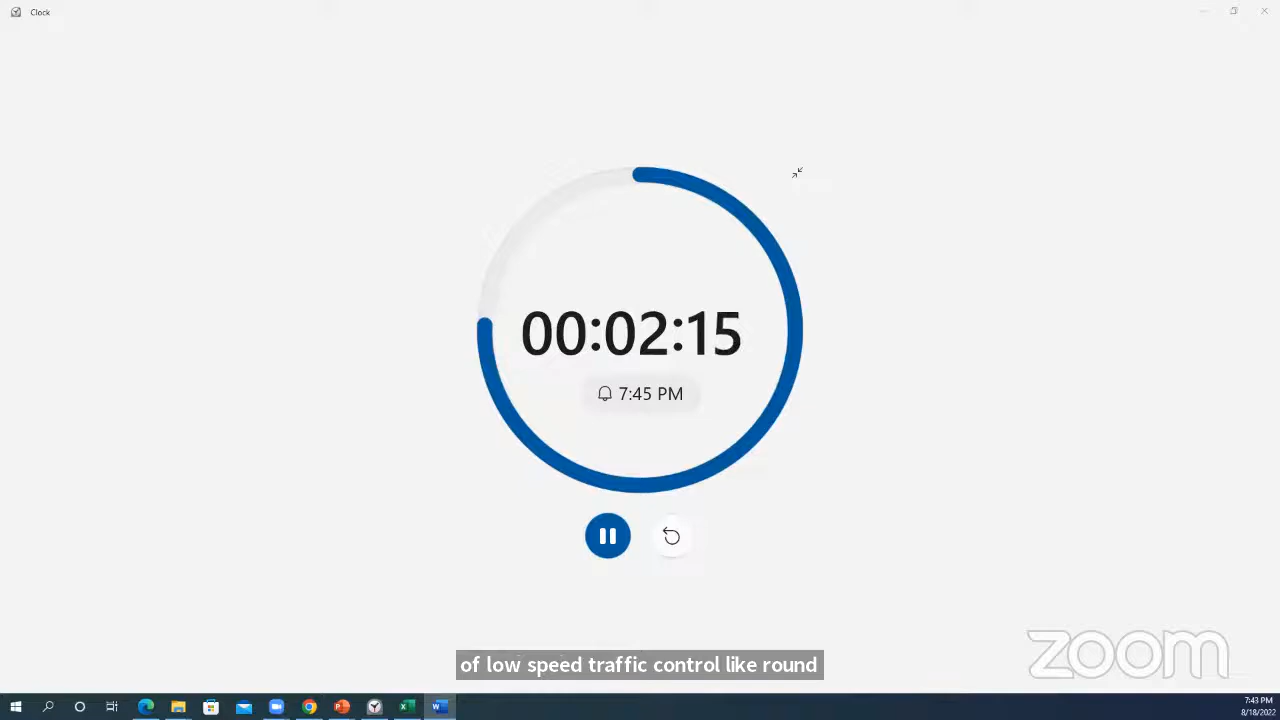 Clock
00:02:15
7:45 PM
of low speed traffic control like round
zoom
7:43 PM
8/18/2022